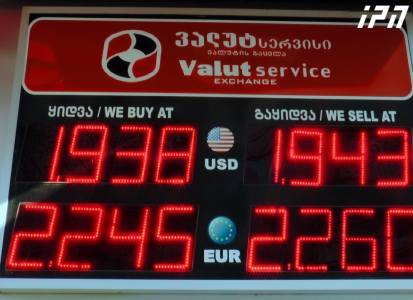 IPN
ვალუტსერვისი
ვალუტის გაცვლა
Valut service
EXCHANGE
ყიდვა / WE BUY AT გაყიდვა / WE SELL AT
1.938 USD 1.943
2.245 EUR 2.260